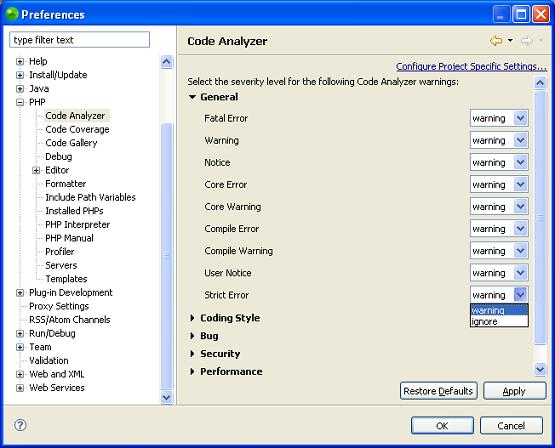 Preferences
type filter text
Help
Install/Update
Java
PHP
Code Analyzer
Code Coverage
Code Gallery
Debug
Editor
Formatter
Include Path Variables
Installed PHPs
PHP Interpreter
PHP Manual
Profiler
Servers
Templates
Plug-in Development
Proxy Settings
RSS/Atom Channels
Run/Debug
Team
Validation
Web and XML
Web Services
Code Analyzer
Configure Project Specific Settings...
Select the severity level for the following Code Analyzer warnings:
General
Fatal Error warning
Warning warning
Notice warning
Core Error warning
Core Warning warning
Compile Error warning
Compile Warning warning
User Notice warning
Strict Error warning
warning
ignore
Coding Style
Bug
Security
Performance
Restore Defaults Apply
? OK Cancel